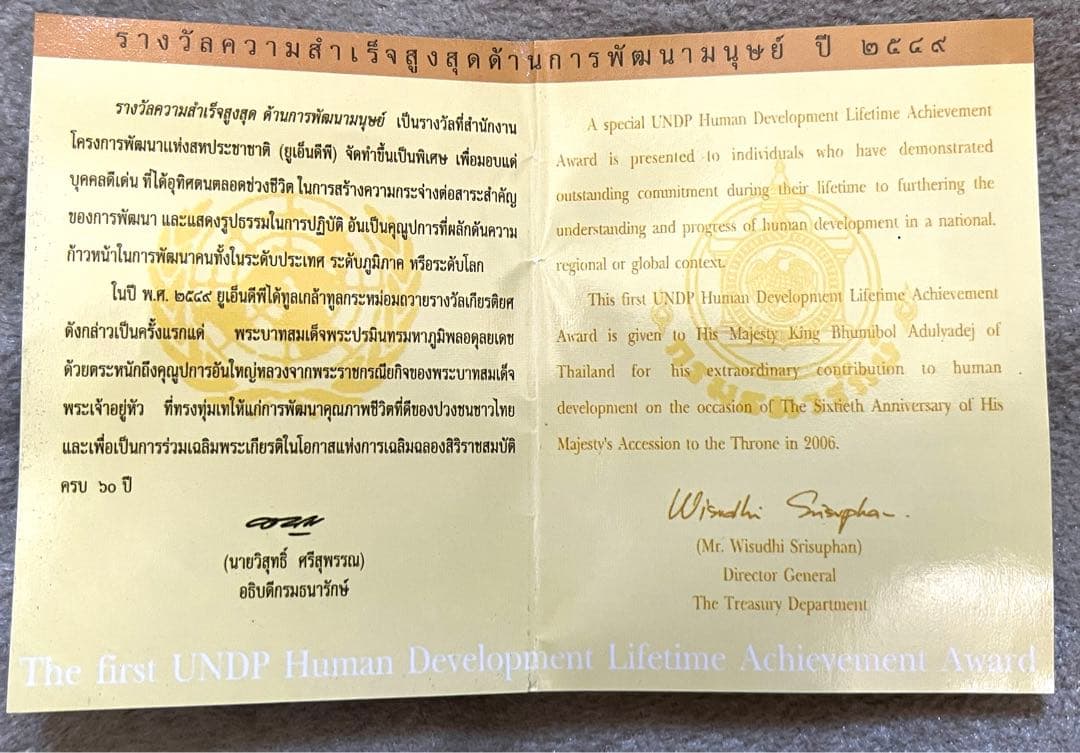 รางวัลความสำเร็จสูงสุดด้านการพัฒนามนุษย์ ปี ๒๕๔๙
รางวัลความสำเร็จสูงสุด ด้านการพัฒนามนุษย์ เป็นรางวัลที่สำนักงาน
โครงการพัฒนาแห่งสหประชาชาติ (ยูเอ็นดีพี) จัดทำขึ้นเป็นพิเศษ เพื่อมอบแด่
บุคคลดีเด่น ที่ได้อุทิศตนตลอดช่วงชีวิต ในการสร้างความกระจ่างต่อสาระสำคัญ
ของการพัฒนา และแสดงรูปธรรมในการปฏิบัติ อันเป็นคุณูปการที่ผลักดันความ
ก้าวหน้าในการพัฒนาคนทั้งในระดับประเทศ ระดับภูมิภาค หรือระดับโลก
ในปี พ.ศ. ๒๕๔๙ ยูเอ็นดีพีได้ทูลเกล้าทูลกระหม่อมถวายรางวัลเกียรติยศ
ดังกล่าวเป็นครั้งแรกแด่ พระบาทสมเด็จพระปรมินทรมหาภูมิพลอดุลยเดช
ด้วยตระหนักถึงคุณูปการอันใหญ่หลวงจากพระราชกรณียกิจของพระบาทสมเด็จ
พระเจ้าอยู่หัว ที่ทรงทุ่มเทให้แก่การพัฒนาคุณภาพชีวิตที่ดีของปวงชนชาวไทย
และเพื่อเป็นการร่วมเฉลิมพระเกียรติในโอกาสแห่งการเฉลิมฉลองสิริราชสมบัติ
ครบ ๖๐ ปี
(นายวิสุทธิ์ ศรีสุพรรณ)
อธิบดีกรมธนารักษ์
A special UNDP Human Development Lifetime Achievement
Award is presented to individuals who have demonstrated
outstanding commitment during their lifetime to furthering the
understanding and progress of human development in a national.
regional or global context.
This first UNDP Human Development Lifetime Achievement
Award is given to His Majesty King Bhumibol Adulyadej of
Thailand for his extraordinary contribution to human
development on the occasion of The Sixtieth Anniversary of His
Majesty's Accession to the Throne in 2006.
Wisudhi Srisuphan.
(Mr. Wisudhi Srisuphan)
Director General
The Treasury Department
กรมธนารักษ์
The first UNDP Human Development Lifetime Achievement Award